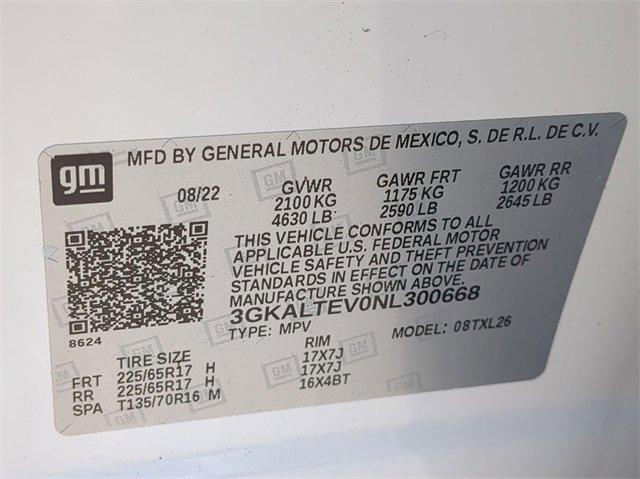 gm
MFD BY GENERAL MOTORS DE MEXICO, S. DE R.L. DE C.V.
08/22 GVWR GAWR FRT GAWR RR
2100 KG 1175 KG 1200 KG
4630 LB 2590 LB 2645 LB
THIS VEHICLE CONFORMS TO ALL
APPLICABLE U.S. FEDERAL MOTOR
VEHICLE SAFETY AND THEFT PREVENTION
STANDARDS IN EFFECT ON THE DATE OF
MANUFACTURE SHOWN ABOVE.
3GKALTEV0NL300668
8624 TYPE: MPV MODEL: 08TXL26
TIRE SIZE RIM
FRT 225/65R17 H 17X7J
RR 225/65R17 H 17X7J
SPA T135/70R16 M 16X4BT